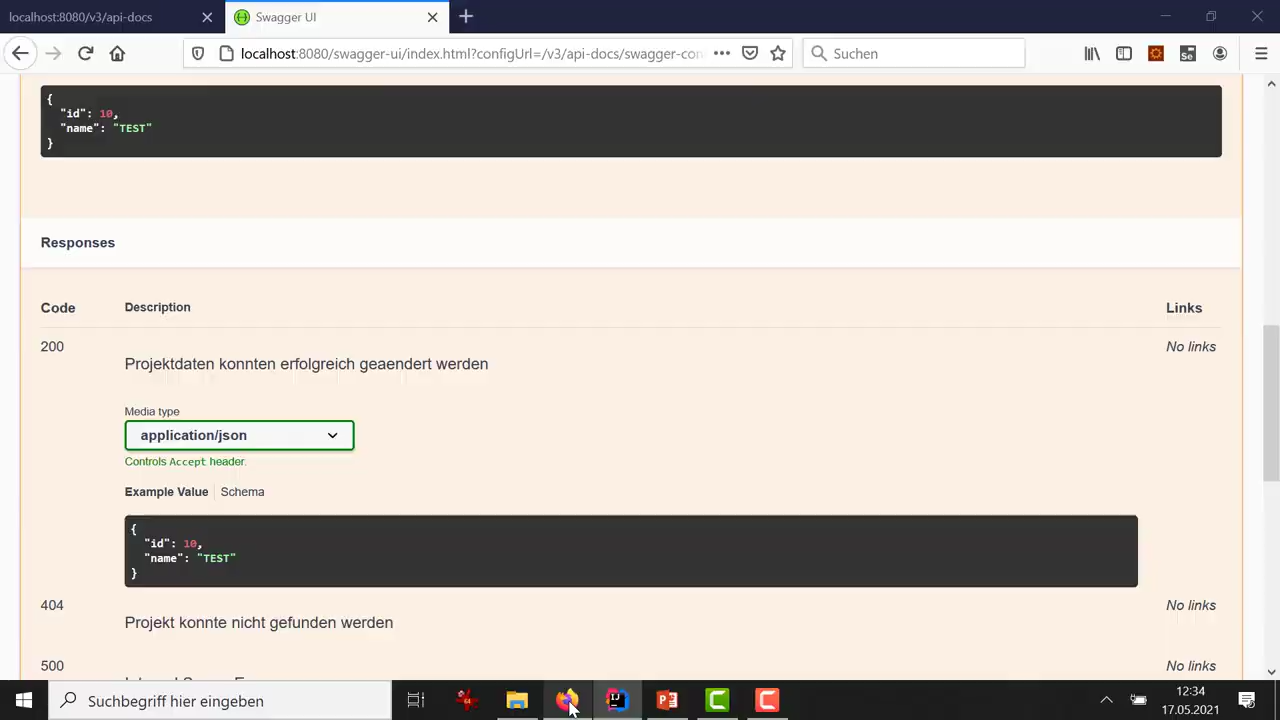 localhost:8080/v3/api-docs
Swagger UI
localhost:8080/swagger-ui/index.html?configUrl=/v3/api-docs/swagger-con
Suchen
{
"id": 10,
"name": "TEST"
}
Responses
Code Description Links
200 No links
Projektdaten konnten erfolgreich geaendert werden
Media type
application/json
Controls Accept header.
Example Value Schema
{
"id": 10,
"name": "TEST"
}
404 No links
Projekt konnte nicht gefunden werden
500 No links
Suchbegriff hier eingeben
12:34
17.05.2021